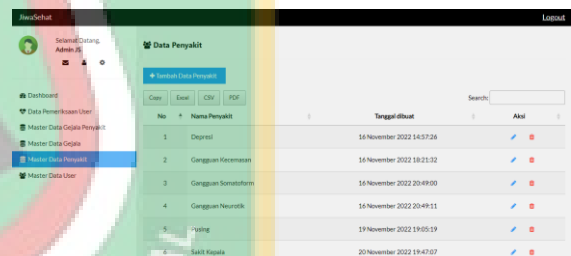 JiwaSehat
Logout
Selamat Datang,
Admin JS
Data Penyakit
+ Tambah Data Penyakit
Dashboard
Data Pemeriksaan User
Master Data Gejala Penyakit
Master Data Gejala
Master Data Penyakit
Master Data User
Copy Excel CSV PDF
Search:
No Nama Penyakit Tanggal dibuat Aksi
1 Depresi 16 November 2022 14:57:26
2 Gangguan Kecemasan 16 November 2022 18:21:32
3 Gangguan Somatoform 16 November 2022 20:49:00
4 Gangguan Neurotik 16 November 2022 20:49:11
5 Pusing 19 November 2022 19:05:19
6 Sakit Kepala 20 November 2022 19:47:07